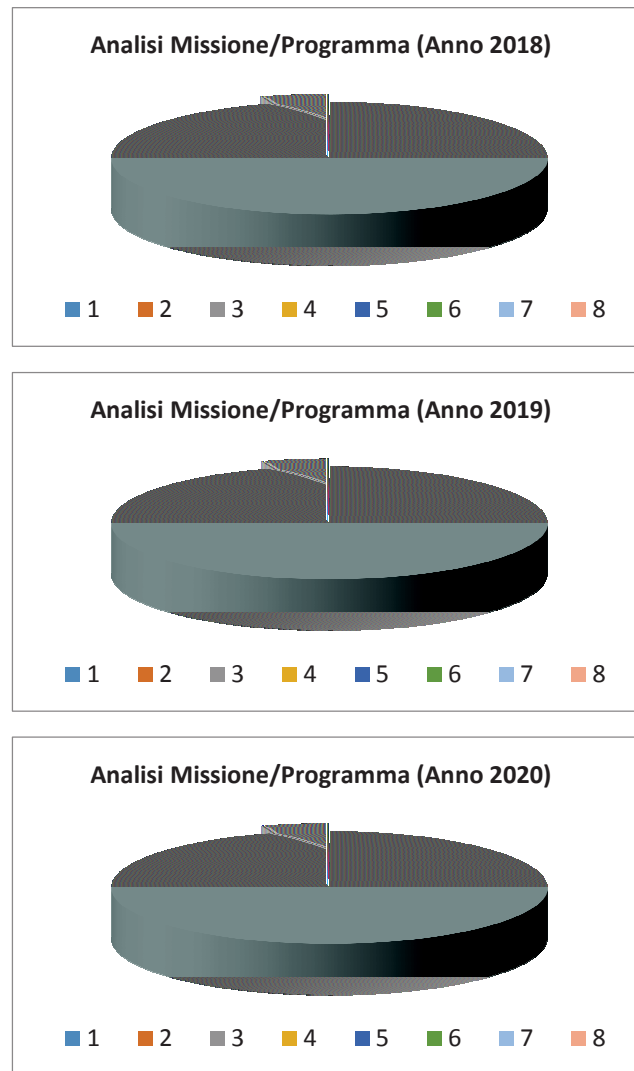 Analisi Missione/Programma (Anno 2018)
1 2 3 4 5 6 7 8
Analisi Missione/Programma (Anno 2019)
1 2 3 4 5 6 7 8
Analisi Missione/Programma (Anno 2020)
1 2 3 4 5 6 7 8